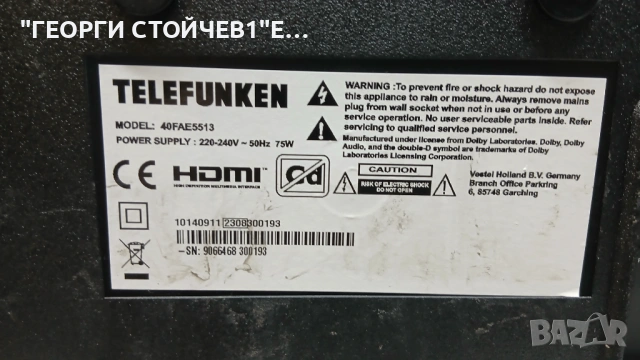 "ГЕОРГИ СТОЙЧЕВ1"Е...
TELEFUNKEN
MODEL: 40FAE5513
POWER SUPPLY : 220-240V ~ 50Hz 75W
WARNING :To prevent fire or shock hazard do not expose
this appliance to rain or moisture. Always remove mains
plug from wall socket when not in use or before any
service operation. No user serviceable parts inside. Refer
servicing to qualified service personnel.
Manufactured under license from Dolby Laboratories. Dolby, Dolby
Audio, and the double-D symbol are trademarks of Dolby
Laboratories Licensing Corporation.
CE HDMI Cd
HIGH DEFINITION MULTIMEDIA INTERFACE
CAUTION
RISK OF ELECTRIC SHOCK
DO NOT OPEN
Vestel Holland B.V. Germany
Branch Office Parkring
6, 85748 Garching
10140911 2308300193
-SN: 9066468 300193
BAZAR